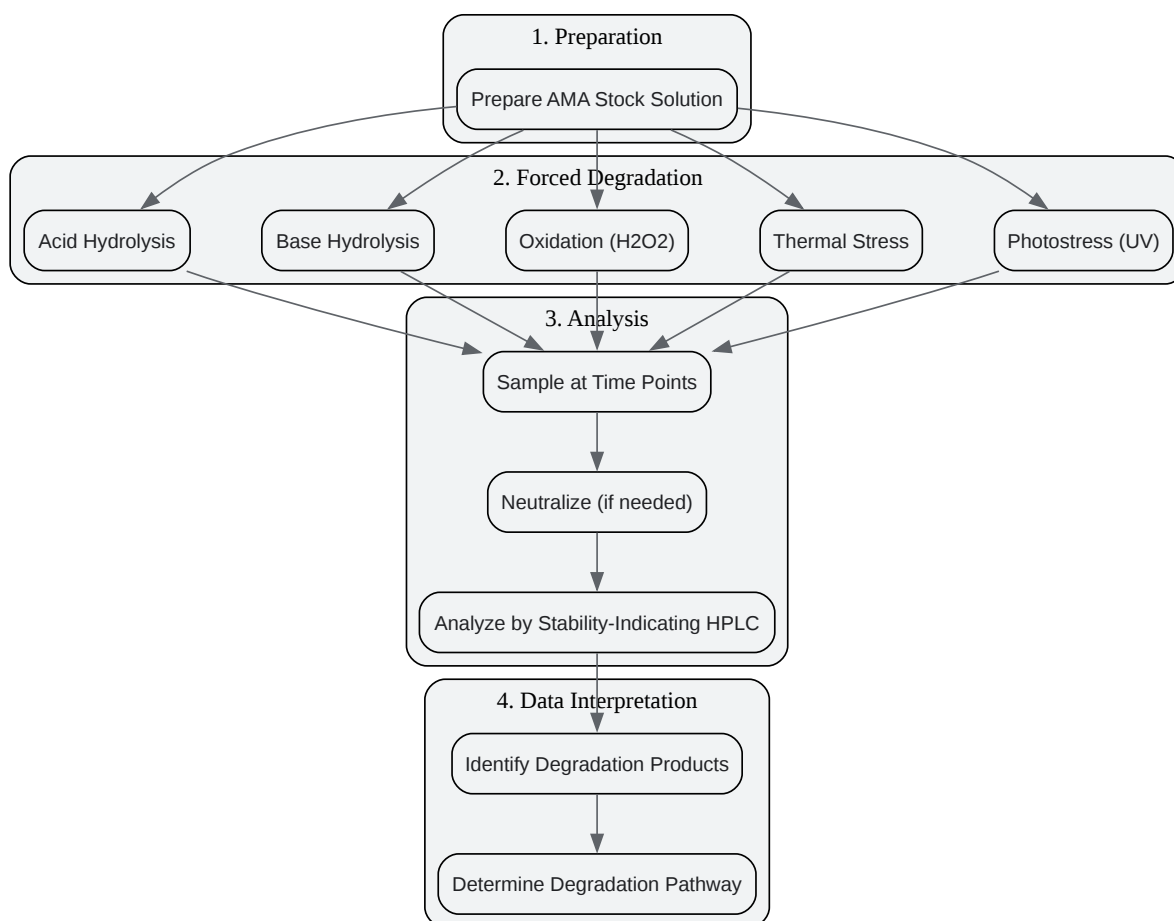 1. Preparation
Prepare AMA Stock Solution
2. Forced Degradation
Acid Hydrolysis
Base Hydrolysis
Oxidation (H2O2)
Thermal Stress
Photostress (UV)
3. Analysis
Sample at Time Points
Neutralize (if needed)
Analyze by Stability-Indicating HPLC
4. Data Interpretation
Identify Degradation Products
Determine Degradation Pathway